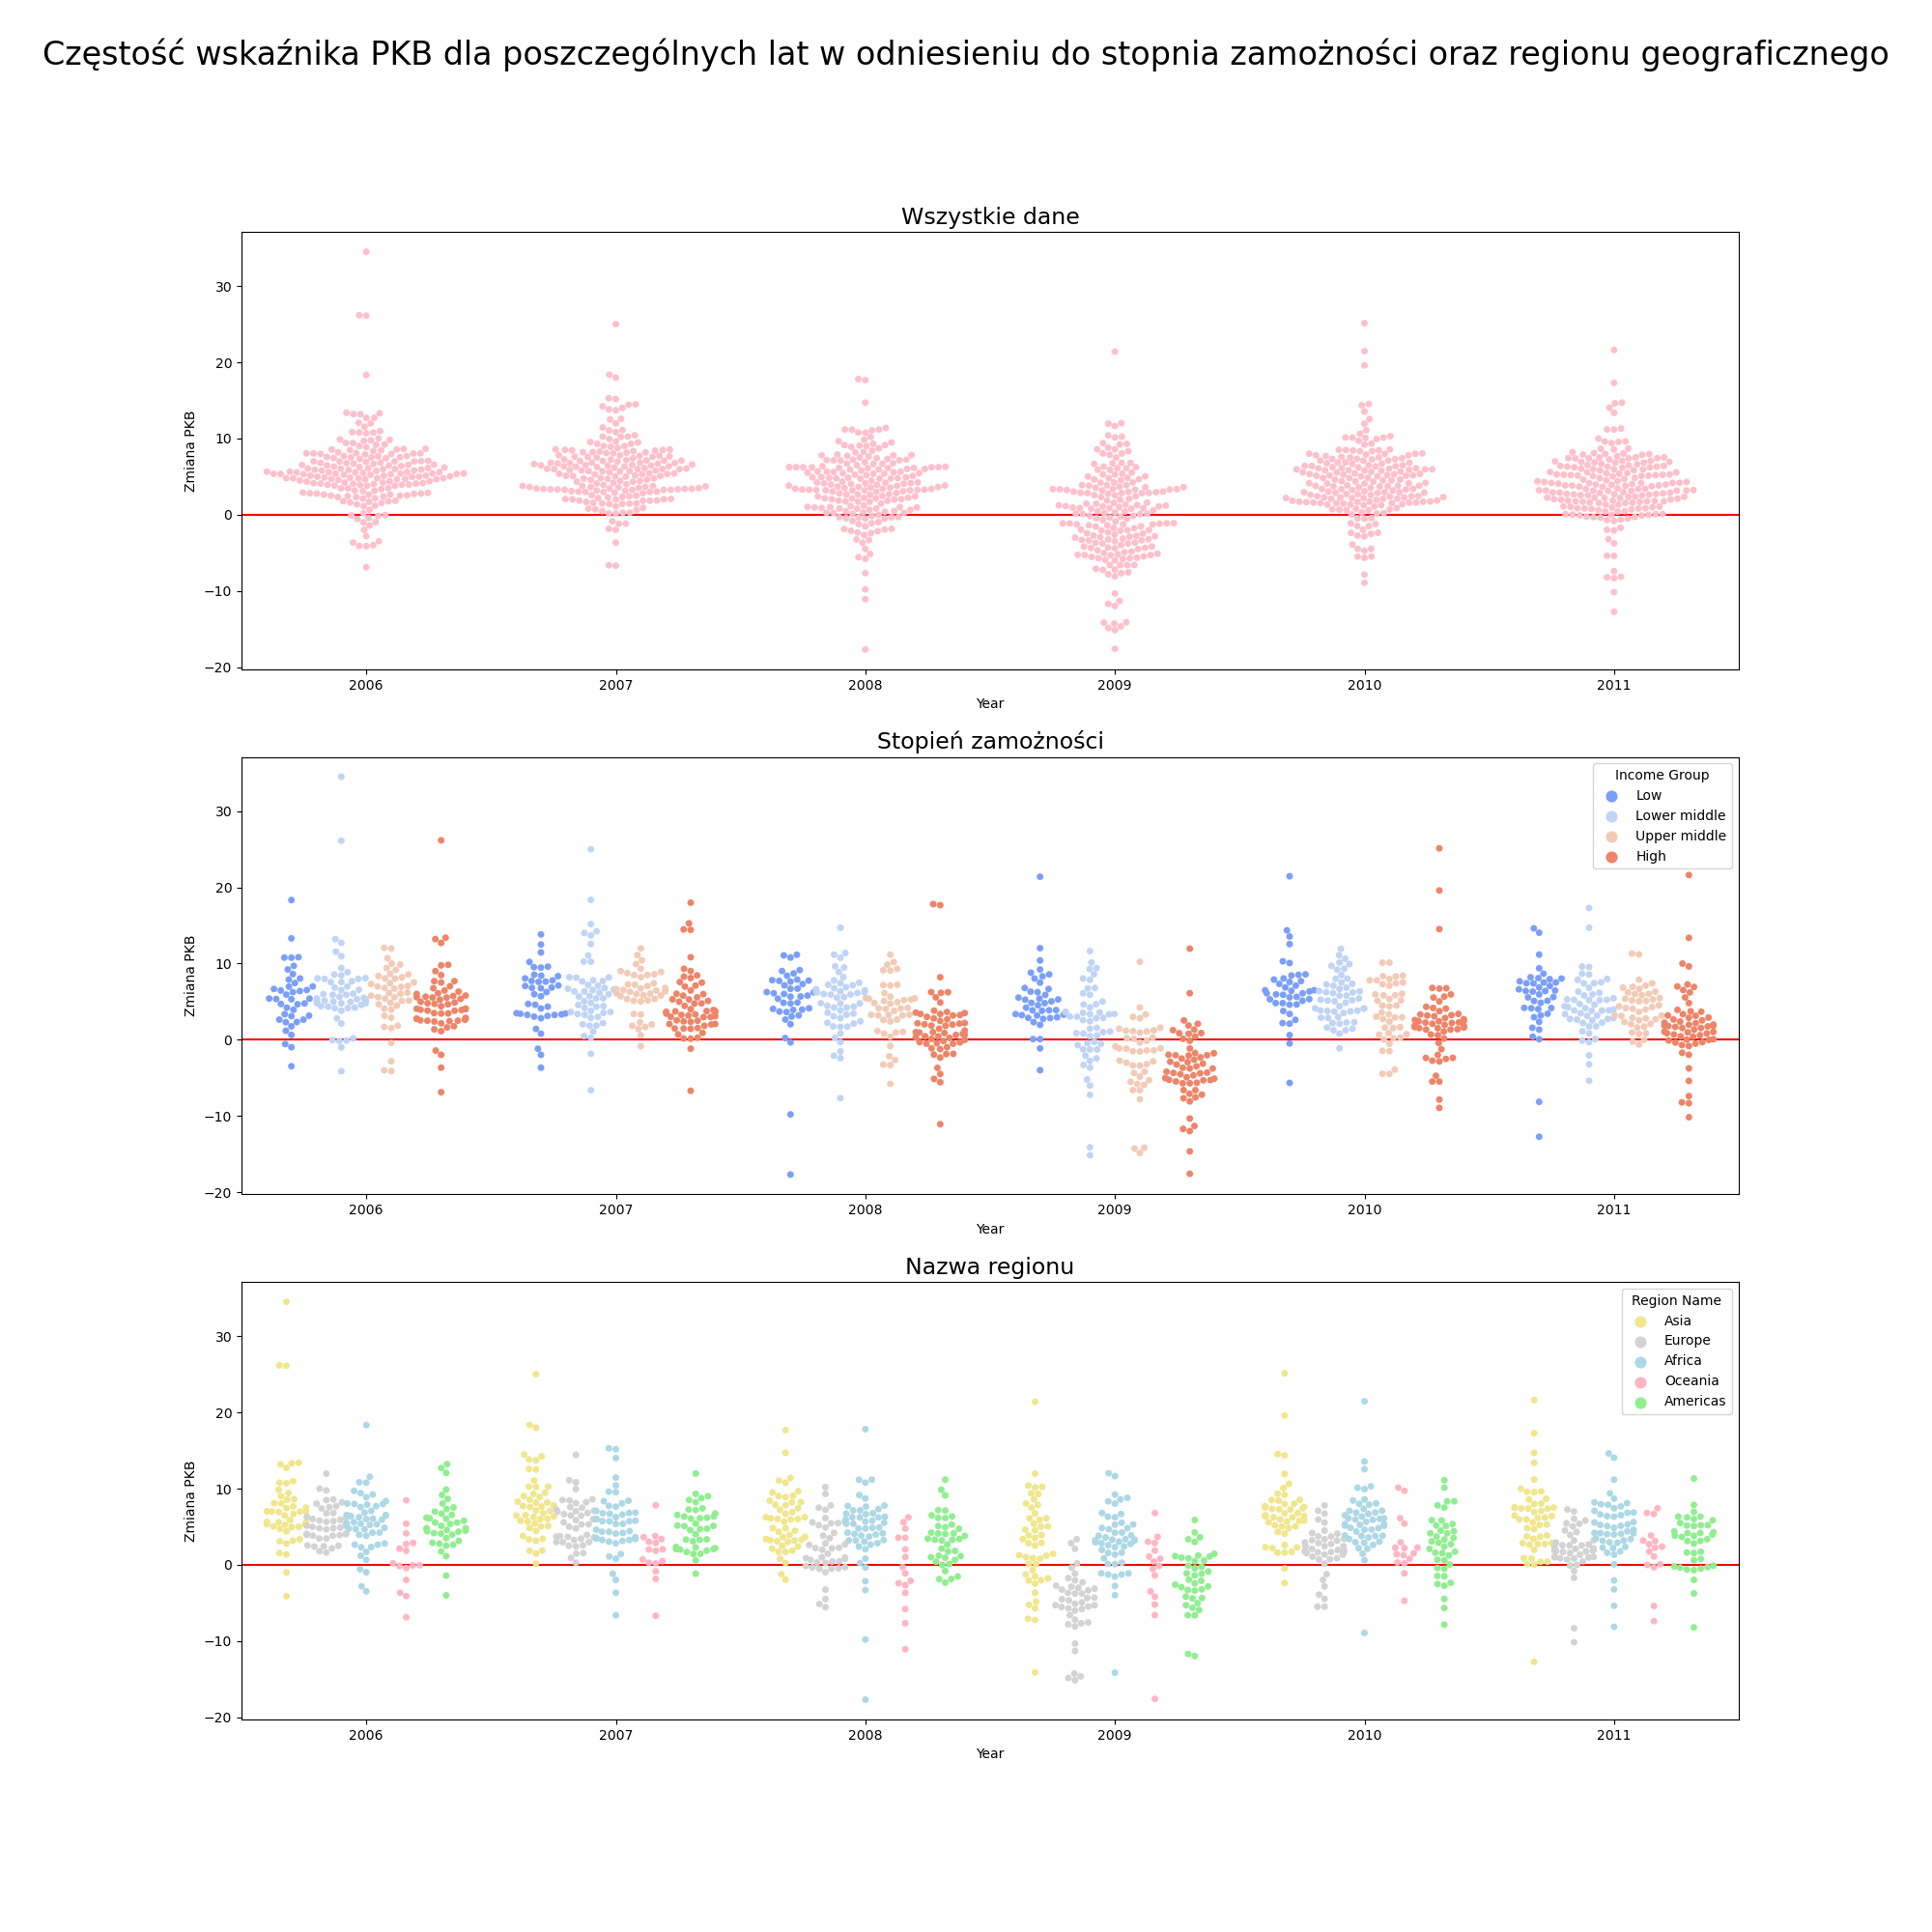 Częstość wskaźnika PKB dla poszczególnych lat w odniesieniu do stopnia zamożności oraz regionu geograficznego
Wszystkie dane
Zmiana PKB
30
20
10
0
−10
−20
2006 2007 2008 2009 2010 2011
Year
Stopień zamożności
Zmiana PKB
30
20
10
0
−10
−20
Income Group
Low
Lower middle
Upper middle
High
2006 2007 2008 2009 2010 2011
Year
Nazwa regionu
Zmiana PKB
30
20
10
0
−10
−20
Region Name
Asia
Europe
Africa
Oceania
Americas
2006 2007 2008 2009 2010 2011
Year